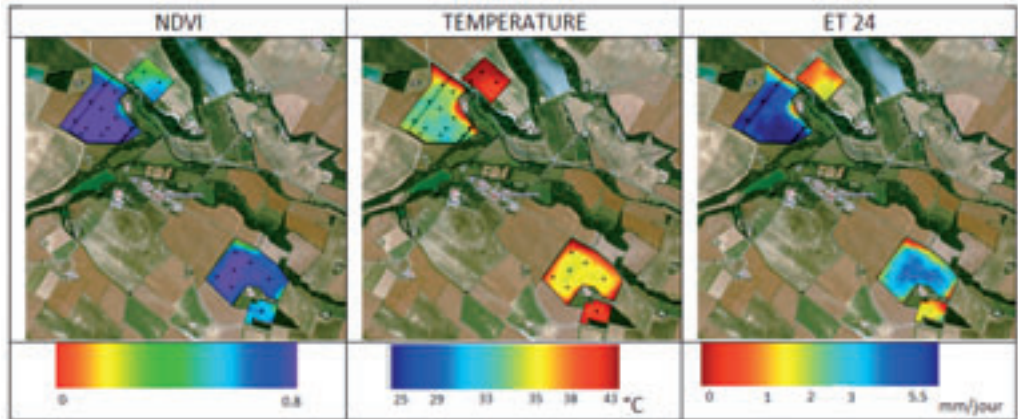 NDVI
TEMPERATURE
ET 24
0 0.8
25 29 33 35 38 43 °C
0 1 2 3 5.5 mm/jour